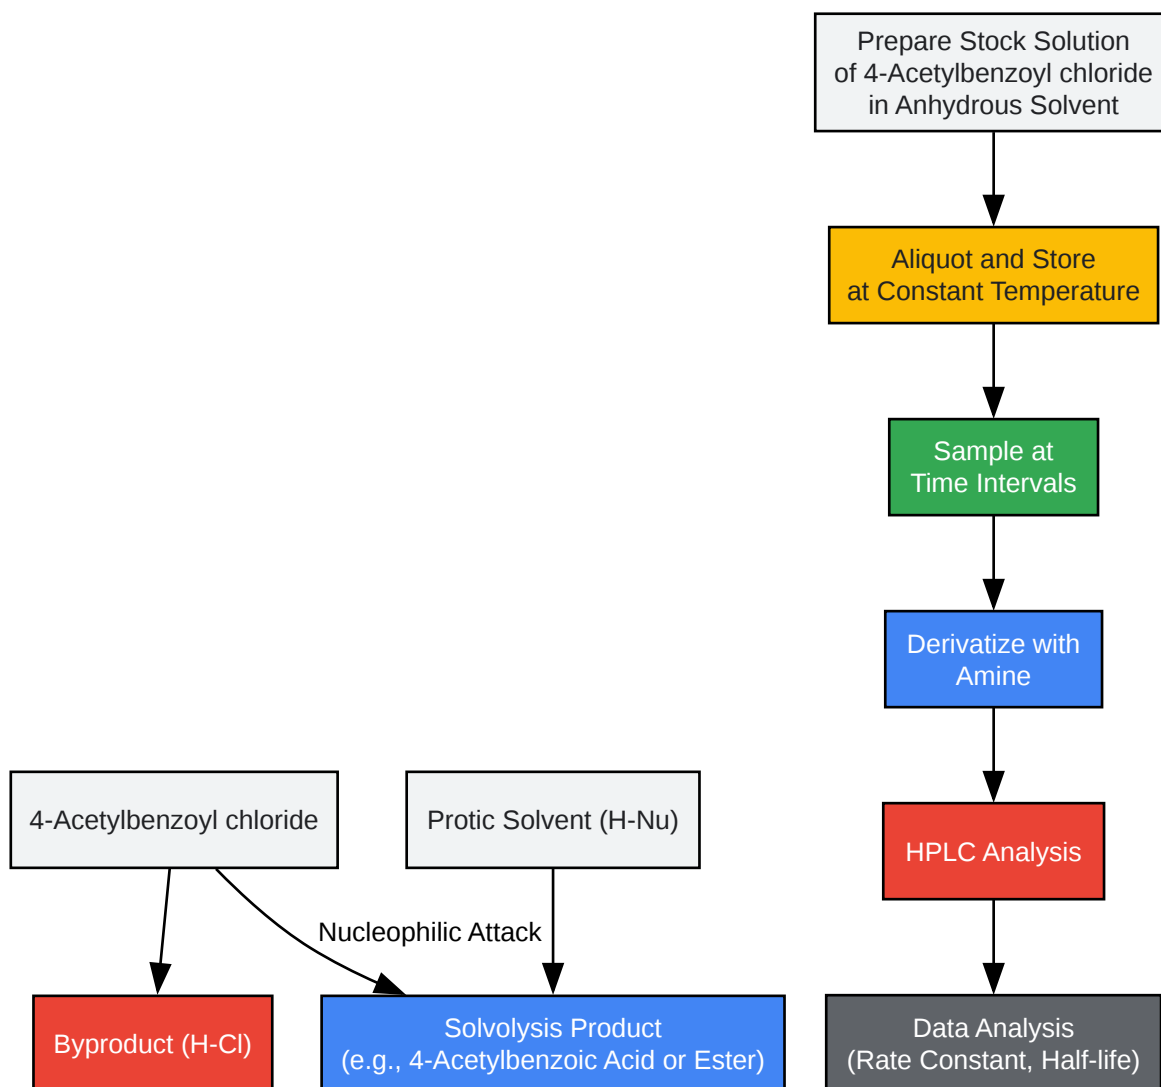 Prepare Stock Solution
of 4-Acetylbenzoyl chloride
in Anhydrous Solvent
Aliquot and Store
at Constant Temperature
Sample at
Time Intervals
Derivatize with
Amine
4-Acetylbenzoyl chloride
Protic Solvent (H-Nu)
HPLC Analysis
Nucleophilic Attack
Byproduct (H-Cl)
Solvolysis Product
(e.g., 4-Acetylbenzoic Acid or Ester)
Data Analysis
(Rate Constant, Half-life)